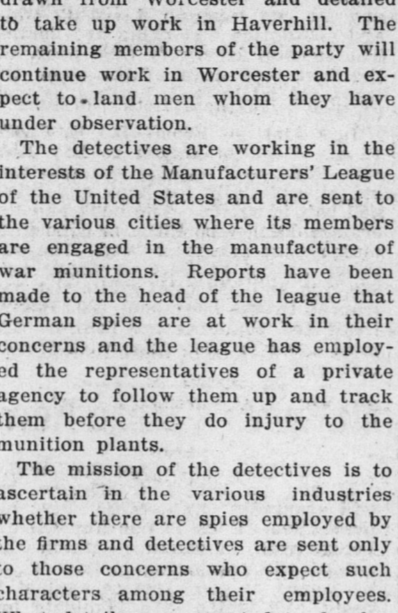 drawn from Worcester and detailed
to take up work in Haverhill. The
remaining members of the party will
continue work in Worcester and ex-
pect to land men whom they have
under observation.
The detectives are working in the
interests of the Manufacturers' League
of the United States and are sent to
the various cities where its members
are engaged in the manufacture of
war munitions. Reports have been
made to the head of the league that
German spies are at work in their
concerns and the league has employ-
ed the representatives of a private
agency to follow them up and track
them before they do injury to the
munition plants.
The mission of the detectives is to
ascertain in the various industries
whether there are spies employed by
the firms and detectives are sent only
to those concerns who expect such
characters among their employees.